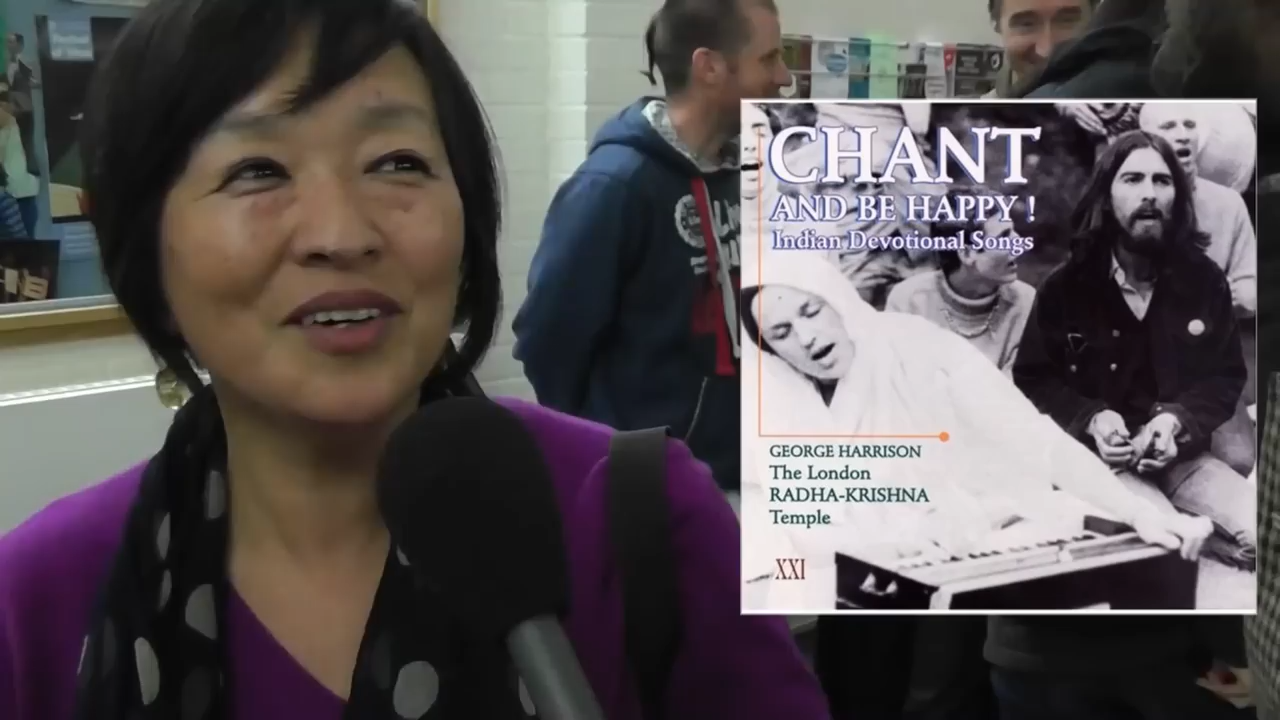 CHANT
AND BE HAPPY !
Indian Devotional Songs
GEORGE HARRISON
The London
RADHA-KRISHNA
Temple
XXI